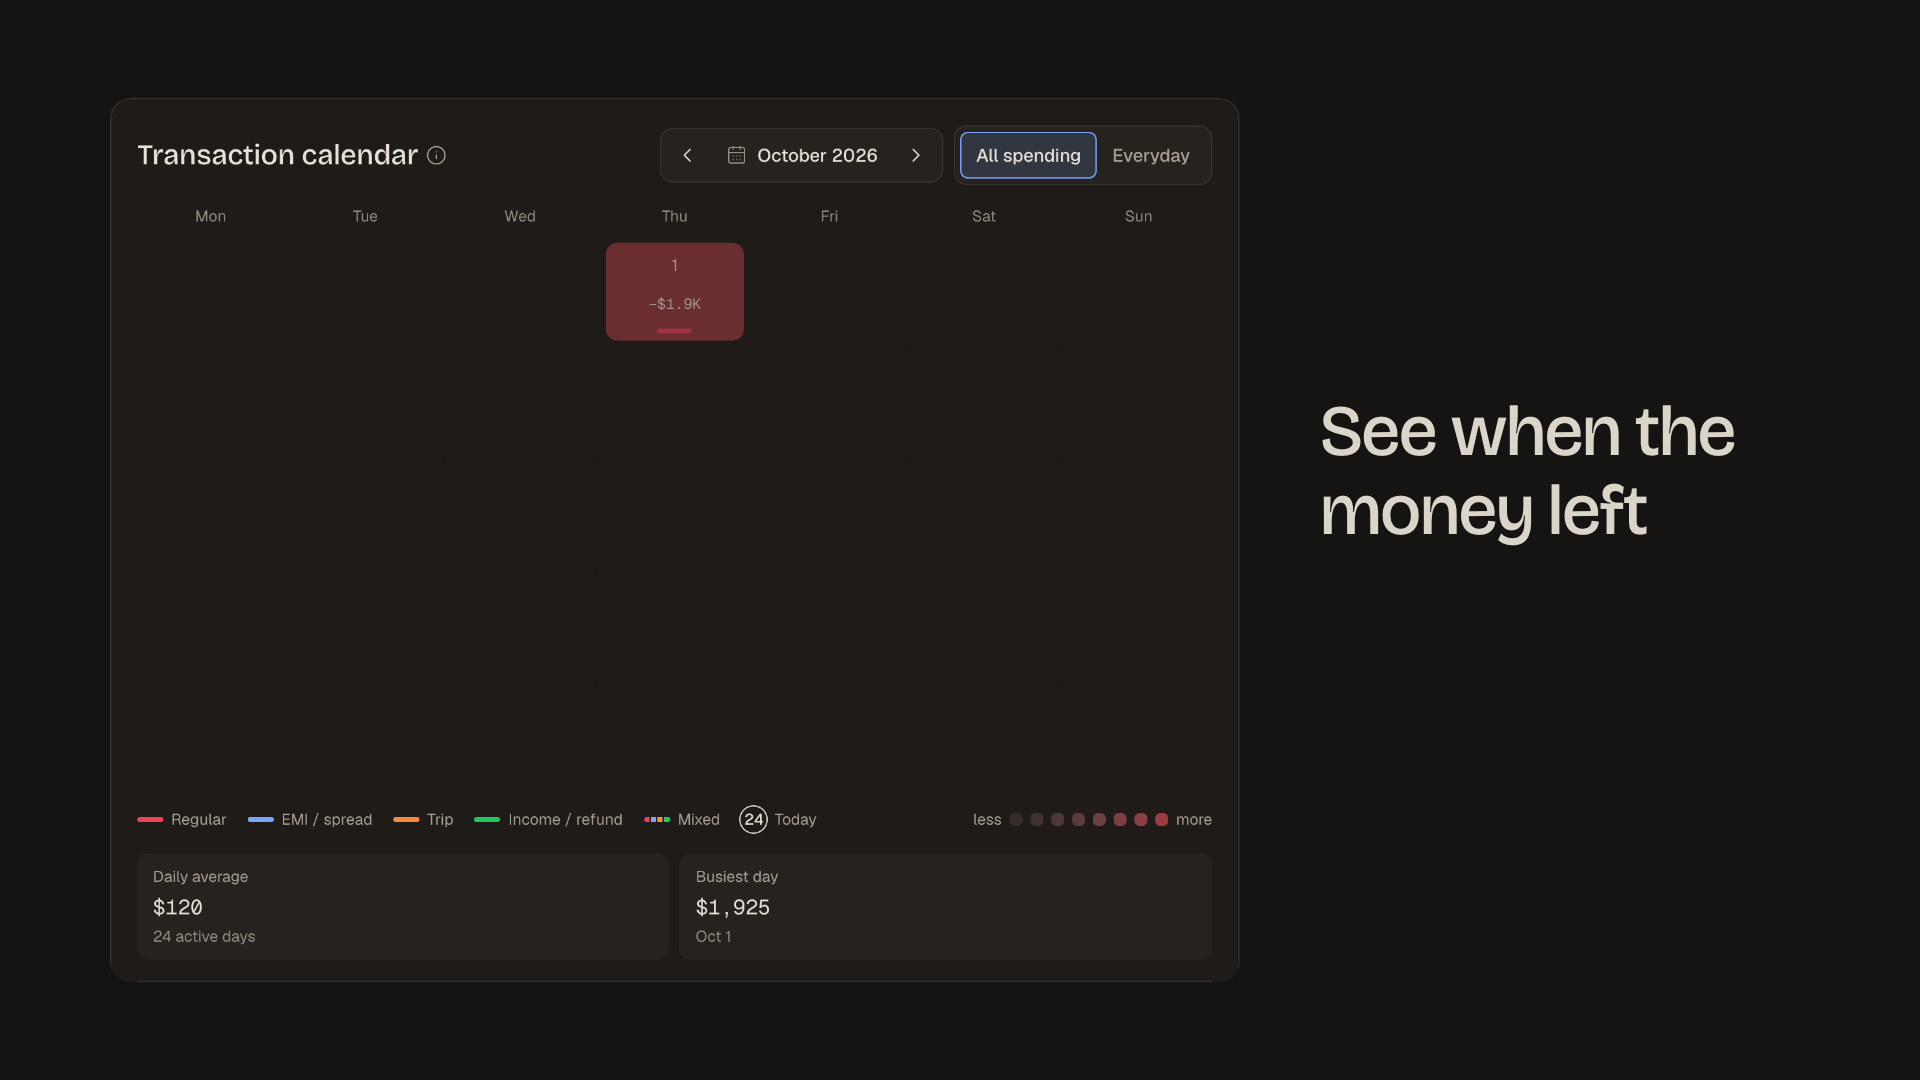 Transaction calendar
October 2026
All spending
Everyday
Mon Tue Wed Thu Fri Sat Sun
1
−$1.9K
See when the
money left
Regular EMI / spread Trip Income / refund Mixed 24 Today
less more
Daily average
$120
24 active days
Busiest day
$1,925
Oct 1